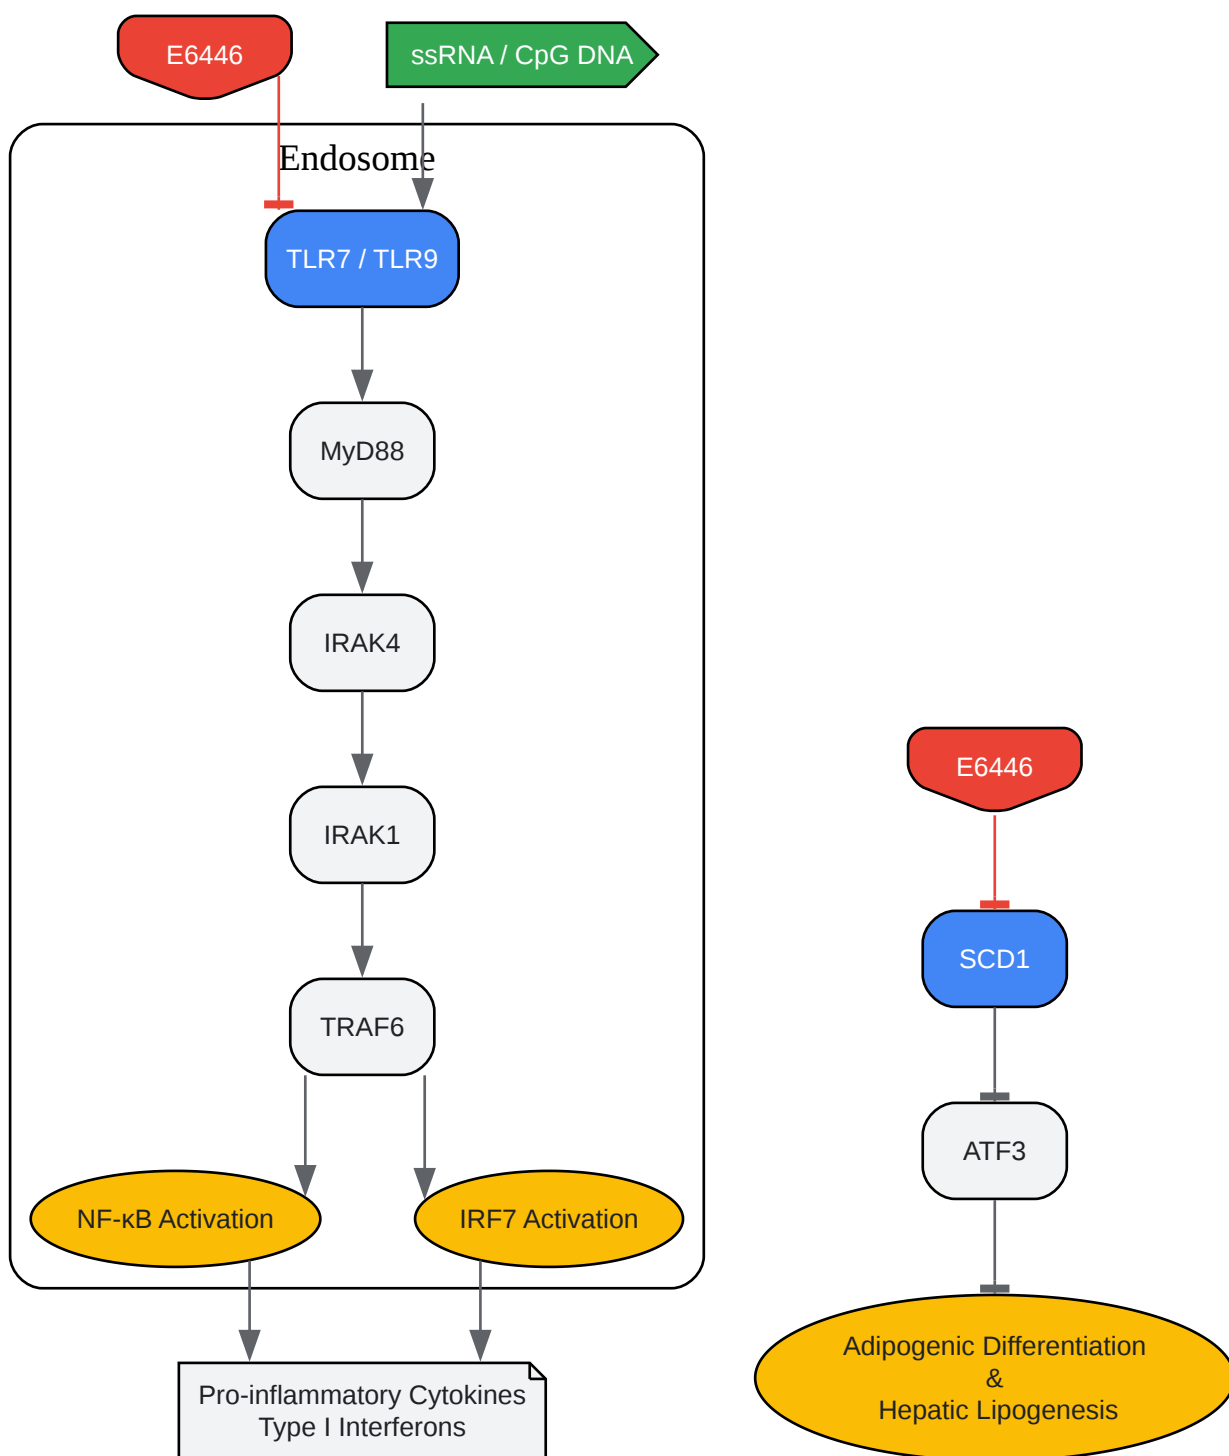 E6446
ssRNA / CpG DNA
Endosome
TLR7 / TLR9
MyD88
IRAK4
IRAK1
TRAF6
NF-κB Activation
IRF7 Activation
Pro-inflammatory Cytokines
Type I Interferons
E6446
SCD1
ATF3
Adipogenic Differentiation
&
Hepatic Lipogenesis